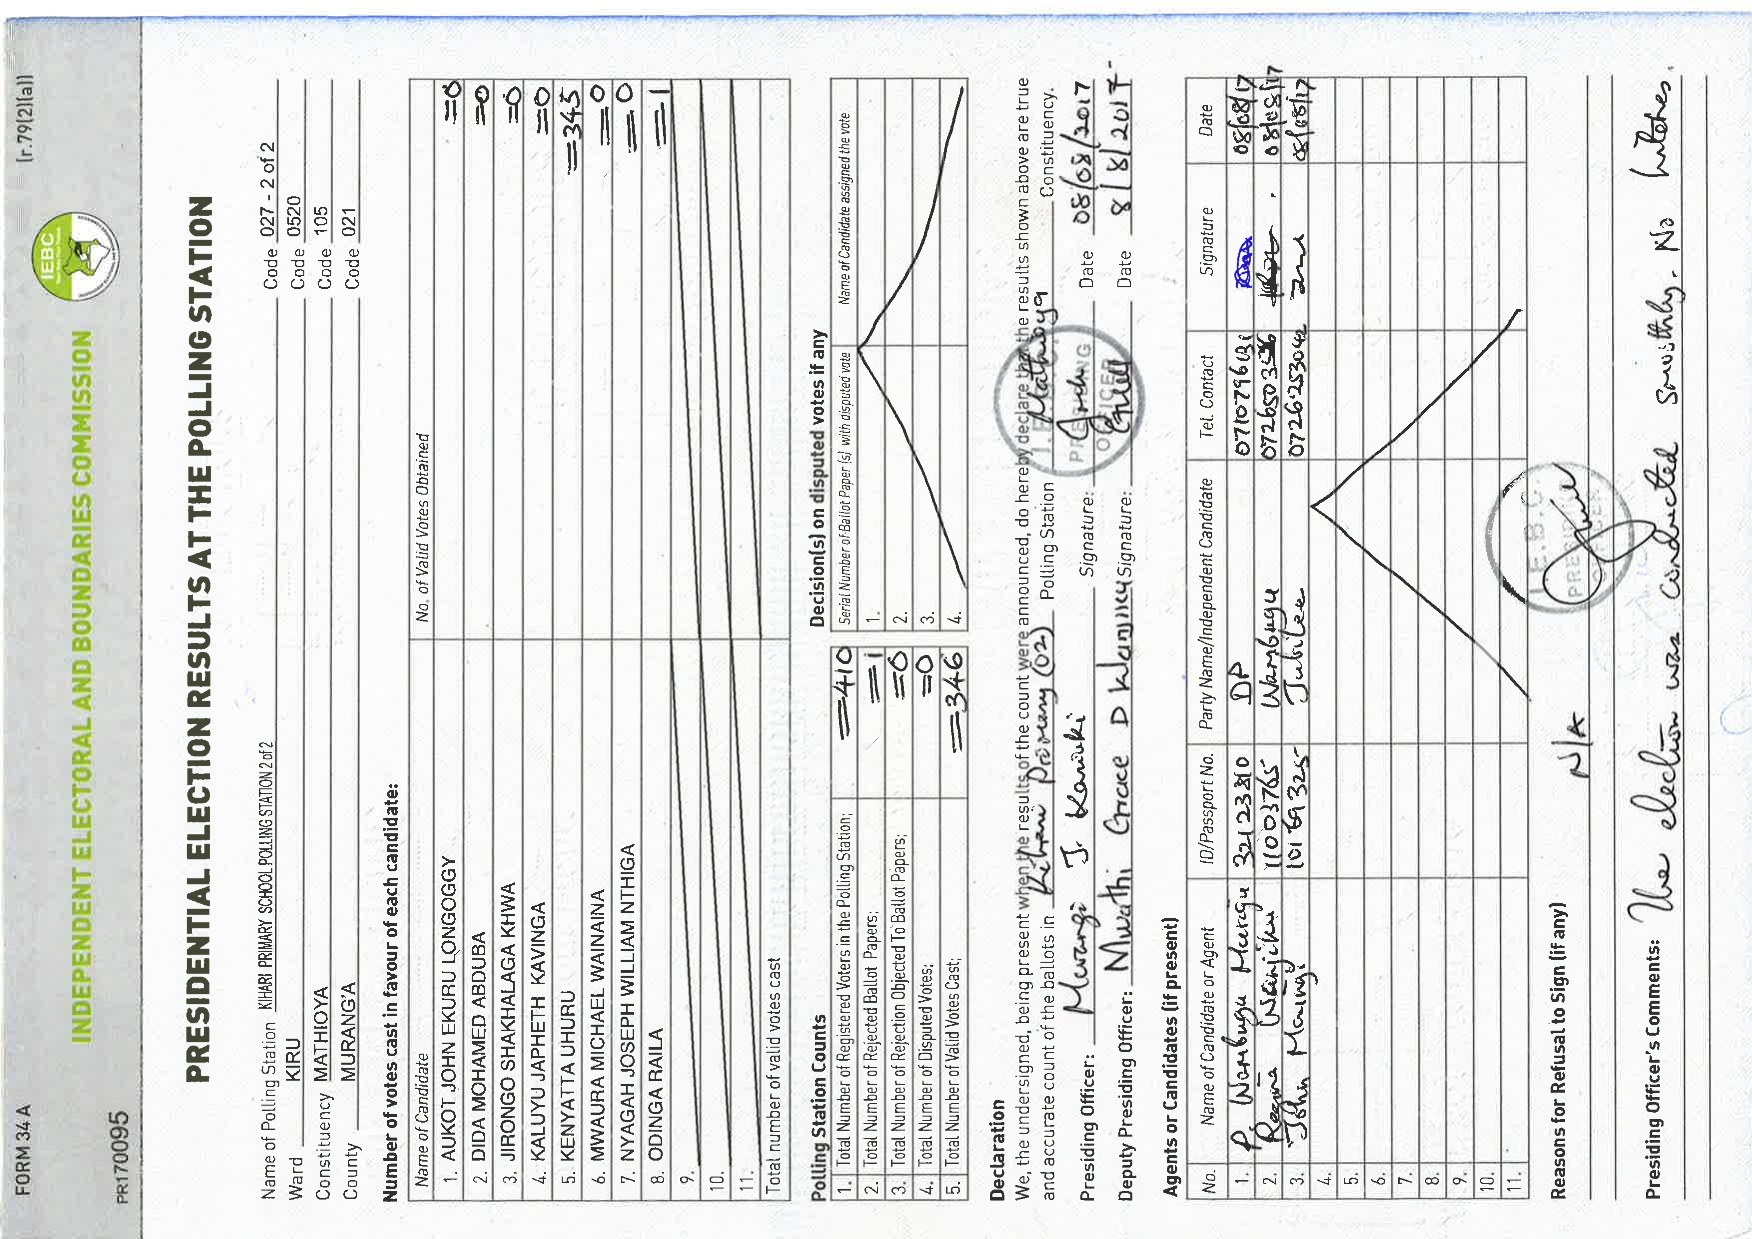 FORM 34 A (r.79(2)(a))
IEBC
INDEPENDENT ELECTORAL AND BOUNDARIES COMMISSION
PR170095
PRESIDENTIAL ELECTION RESULTS AT THE POLLING STATION
Name of Polling Station KIHARI PRIMARY SCHOOL POLLING STATION 2 of 2 Code 027 - 2 of 2
Ward KIRU Code 0520
Constituency MATHIOYA Code 105
County MURANG'A Code 021
Number of votes cast in favour of each candidate:
Name of Candidate No. of Valid Votes Obtained
1. AUKOT JOHN EKURU LONGOGGY =0
2. DIDA MOHAMED ABDUBA =0
3. JIRONGO SHAKHALAGA KHWA =0
4. KALUYU JAPHETH KAVINGA =0
5. KENYATTA UHURU =345
6. MWAURA MICHAEL WAINAINA =0
7. NYAGAH JOSEPH WILLIAM NTHIGA =0
8. ODINGA RAILA =1
9.
10.
11.
Total number of valid votes cast
Polling Station Counts
1. Total Number of Registered Voters in the Polling Station; =410
2. Total Number of Rejected Ballot Papers; =1
3. Total Number of Rejection Objected To Ballot Papers; =0
4. Total Number of Disputed Votes; =0
5. Total Number of Valid Votes Cast; =346
Decision(s) on disputed votes if any
Serial Number of Ballot Paper (s) with disputed vote Name of Candidate assigned the vote
1.
2.
3.
4.
Declaration
We, the undersigned, being present when the results of the count were announced, do hereby declare that the results shown above are true
and accurate count of the ballots in Kihari Primary (02) Polling Station Mathioya Constituency.
Presiding Officer: Mwangi J. Kariuki Signature: Date 08/08/2017
Deputy Presiding Officer: Mwathi Grace D Wanjiku Signature: Date 8/8/2017
I.E.B.C
PRESIDING
OFFICER
Agents or Candidates (if present)
No. Name of Candidate or Agent ID/Passport No. Party Name/Independent Candidate Tel. Contact Signature Date
1. P. Wambugu Muragu 32123810 DP 08/08/17
2. Regina Wanjiku 11003765 Wambugu 08/08/17
3. John Maingi Jubilee 0726253042 08/08/17
4.
5.
6.
7.
8.
9.
10.
11.
Reasons for Refusal to Sign (if any) N/A
I.E.B.C.
PRESIDING
OFFICER
Presiding Officer's Comments: The election was conducted smoothly. No hitches.